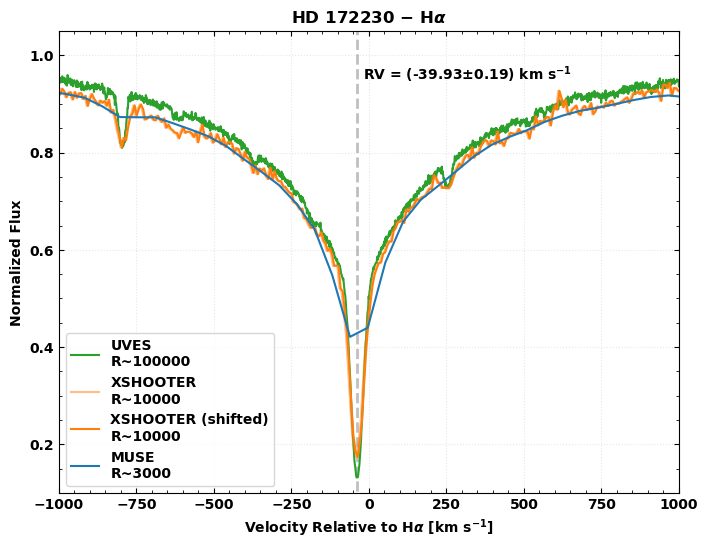 HD 172230 − Hα
RV = (-39.93±0.19) km s⁻¹
Normalized Flux
1.0
0.8
0.6
0.4
0.2
UVES
R~100000
XSHOOTER
R~10000
XSHOOTER (shifted)
R~10000
MUSE
R~3000
−1000 −750 −500 −250 0 250 500 750 1000
Velocity Relative to Hα [km s⁻¹]